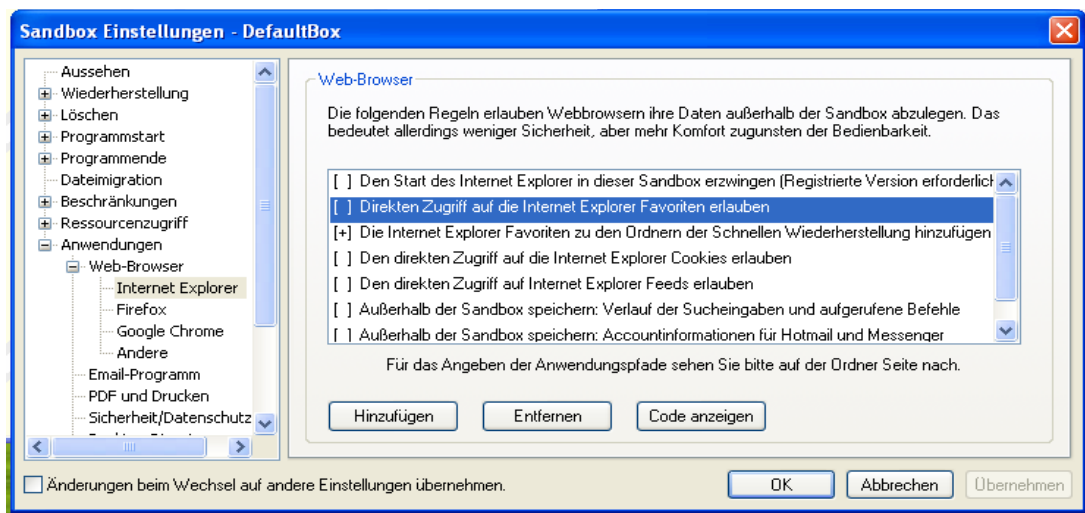 Sandbox Einstellungen - DefaultBox
Aussehen
Wiederherstellung
Löschen
Programmstart
Programmende
Dateimigration
Beschränkungen
Ressourcenzugriff
Anwendungen
Web-Browser
Internet Explorer
Firefox
Google Chrome
Andere
Email-Programm
PDF und Drucken
Sicherheit/Datenschutz
Web-Browser
Die folgenden Regeln erlauben Webbrowsern ihre Daten außerhalb der Sandbox abzulegen. Das
bedeutet allerdings weniger Sicherheit, aber mehr Komfort zugunsten der Bedienbarkeit.
[ ] Den Start des Internet Explorer in dieser Sandbox erzwingen (Registrierte Version erforderlich
[ ] Direkten Zugriff auf die Internet Explorer Favoriten erlauben
[+] Die Internet Explorer Favoriten zu den Ordnern der Schnellen Wiederherstellung hinzufügen
[ ] Den direkten Zugriff auf die Internet Explorer Cookies erlauben
[ ] Den direkten Zugriff auf Internet Explorer Feeds erlauben
[ ] Außerhalb der Sandbox speichern: Verlauf der Sucheingaben und aufgerufene Befehle
[ ] Außerhalb der Sandbox speichern: Accountinformationen für Hotmail und Messenger
Für das Angeben der Anwendungspfade sehen Sie bitte auf der Ordner Seite nach.
Hinzufügen Entfernen Code anzeigen
Änderungen beim Wechsel auf andere Einstellungen übernehmen.
OK Abbrechen Übernehmen